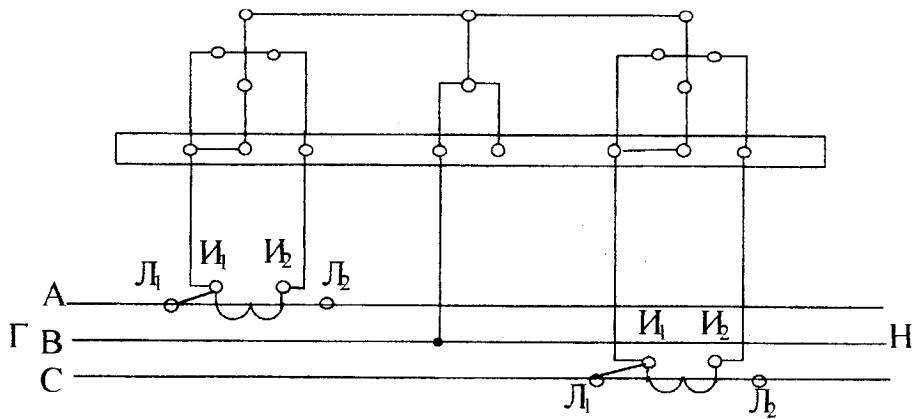 Л₁ И₁ И₂ Л₂
А
Г В И₁ И₂ Н
С
Л₁ Л₂